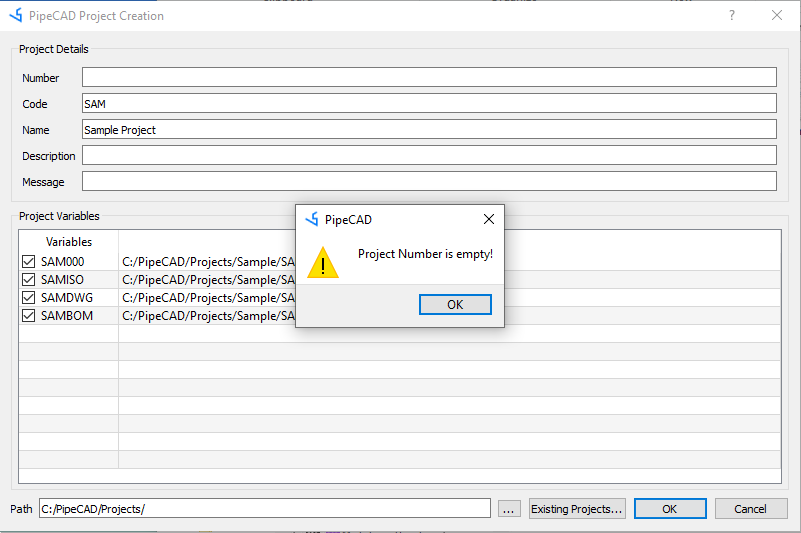 PipeCAD Project Creation
Project Details
Number
Code SAM
Name Sample Project
Description
Message
Project Variables
Variables
SAM000 C:/PipeCAD/Projects/Sample/SA
SAMISO C:/PipeCAD/Projects/Sample/SA
SAMDWG C:/PipeCAD/Projects/Sample/SA
SAMBOM C:/PipeCAD/Projects/Sample/SA
PipeCAD
Project Number is empty!
OK
Path C:/PipeCAD/Projects/ ... Existing Projects... OK Cancel